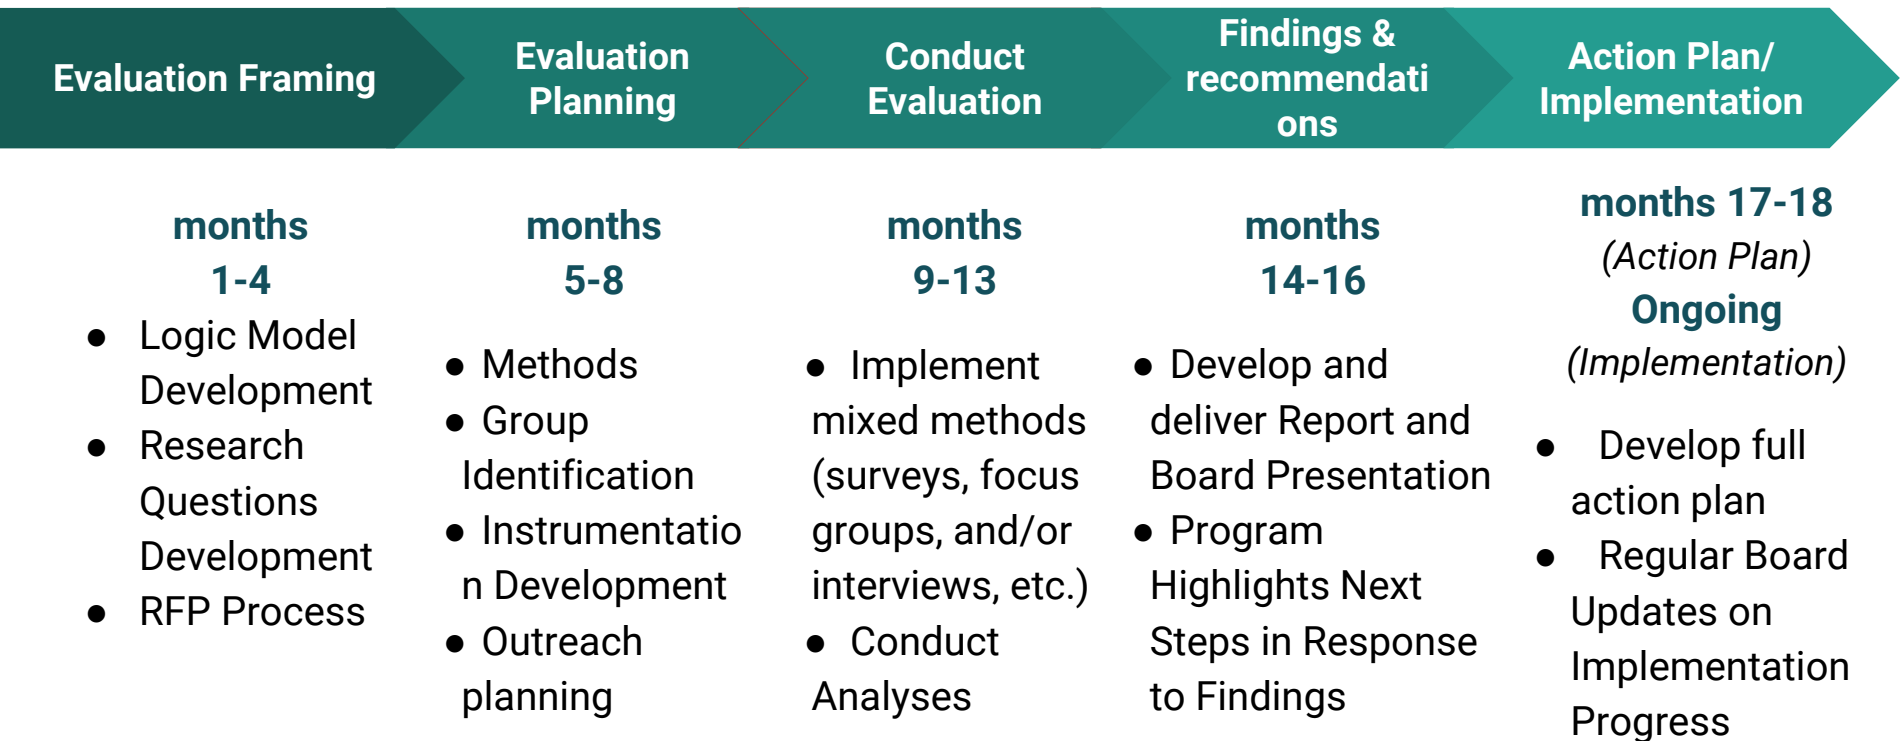 Evaluation Framing
Evaluation
Planning
Conduct
Evaluation
Findings &
recommendati
ons
Action Plan/
Implementation
months
1-4
● Logic Model
Development
● Research
Questions
Development
● RFP Process
months
5-8
● Methods
● Group
Identification
● Instrumentatio
n Development
● Outreach
planning
months
9-13
● Implement
mixed methods
(surveys, focus
groups, and/or
interviews, etc.)
● Conduct
Analyses
months
14-16
● Develop and
deliver Report and
Board Presentation
● Program
Highlights Next
Steps in Response
to Findings
months 17-18
(Action Plan)
Ongoing
(Implementation)
● Develop full
action plan
● Regular Board
Updates on
Implementation
Progress